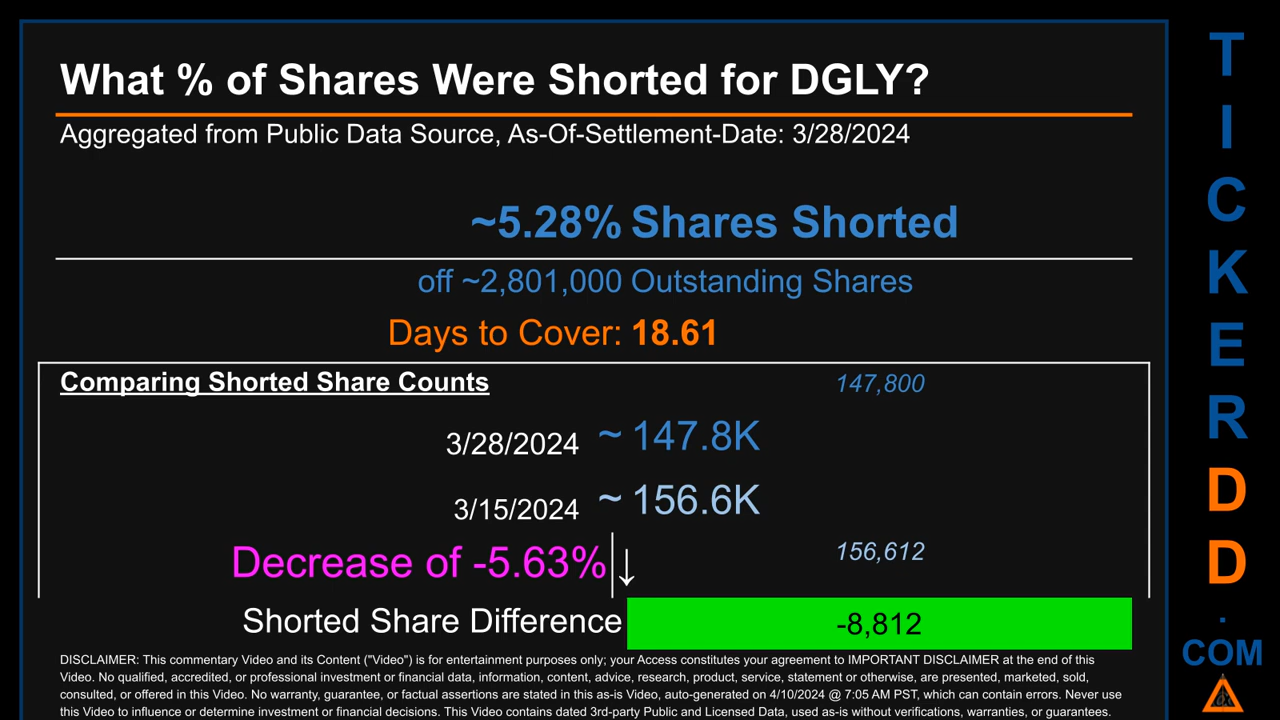 What % of Shares Were Shorted for DGLY?
Aggregated from Public Data Source, As-Of-Settlement-Date: 3/28/2024
~5.28% Shares Shorted
off ~2,801,000 Outstanding Shares
Days to Cover: 18.61
Comparing Shorted Share Counts 147,800
3/28/2024 ~ 147.8K
3/15/2024 ~ 156.6K
Decrease of -5.63% ↓ 156,612
Shorted Share Difference -8,812
DISCLAIMER: This commentary Video and its Content ("Video") is for entertainment purposes only; your Access constitutes your agreement to IMPORTANT DISCLAIMER at the end of this
Video. No qualified, accredited, or professional investment or financial data, information, content, advice, research, product, service, statement or otherwise, are presented, marketed, sold,
consulted, or offered in this Video. No warranty, guarantee, or factual assertions are stated in this as-is Video, auto-generated on 4/10/2024 @ 7:05 AM PST, which can contain errors. Never use
this Video to influence or determine investment or financial decisions. This Video contains dated 3rd-party Public and Licensed Data, used as-is without verifications, warranties, or guarantees.
T
I
C
K
E
R
D
D
.
COM